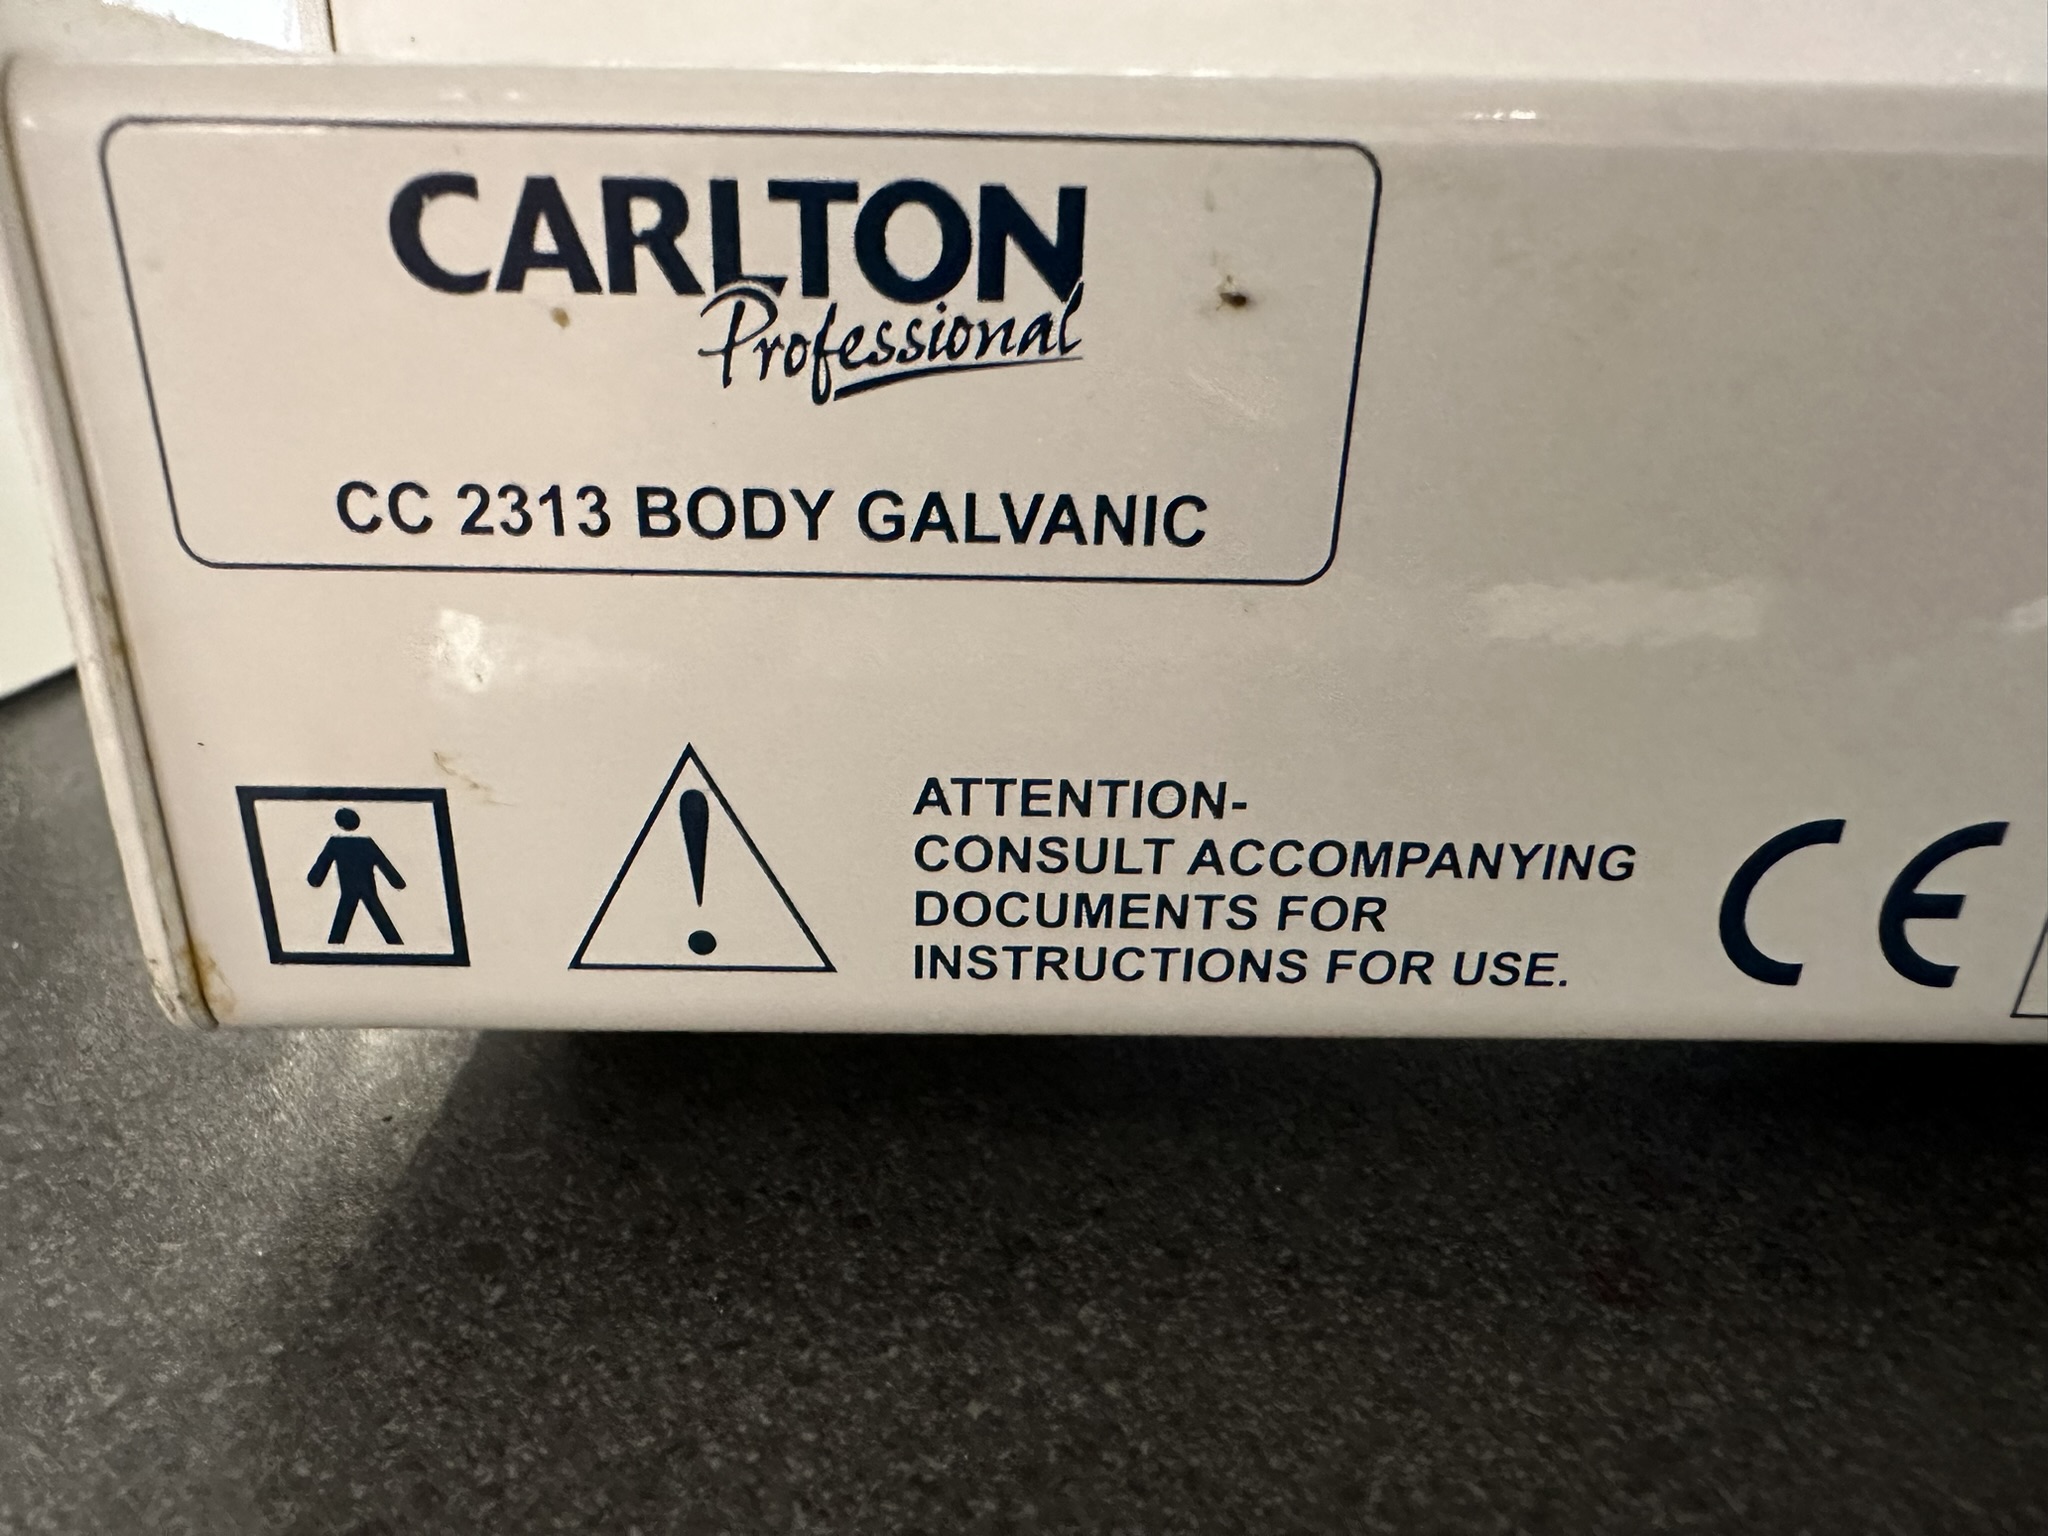 CARLTON
Professional
CC 2313 BODY GALVANIC
ATTENTION-
CONSULT ACCOMPANYING
DOCUMENTS FOR
INSTRUCTIONS FOR USE.
CE